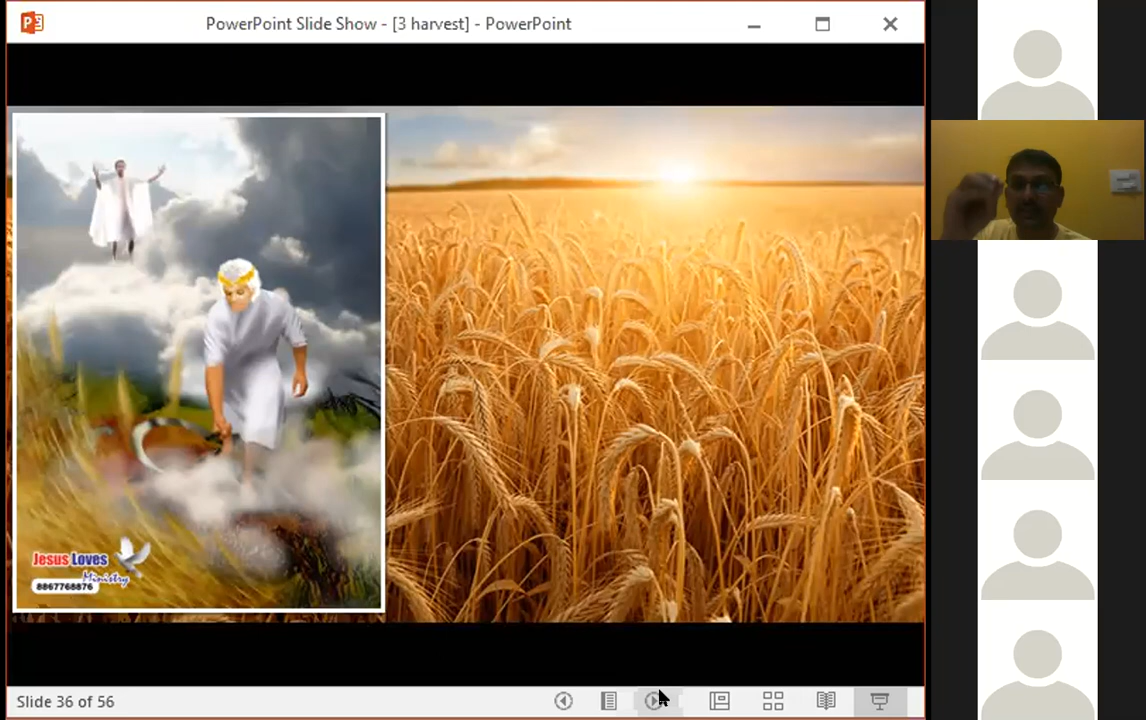 PowerPoint Slide Show - [3 harvest] - PowerPoint
Jesus Loves
Ministry
8867768876
Slide 36 of 56